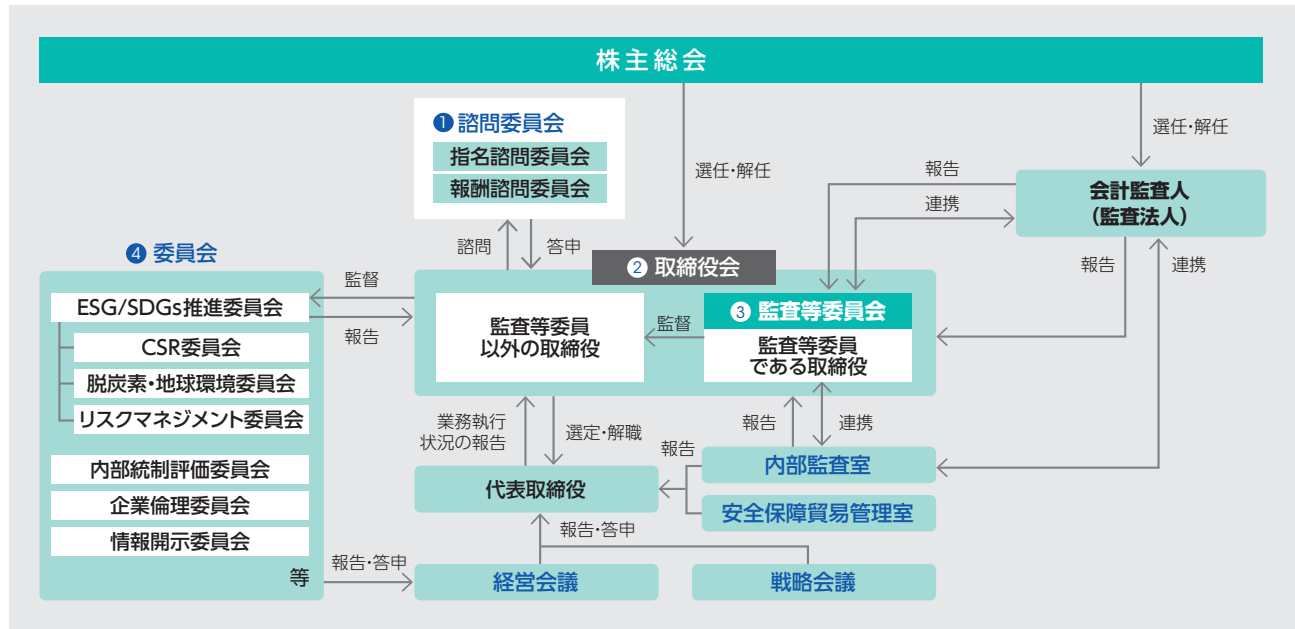 株主総会
❶ 諮問委員会
指名諮問委員会
報酬諮問委員会
選任・解任
選任・解任
報告
連携
会計監査人
(監査法人)
諮問
答申
報告
連携
❹ 委員会
② 取締役会
監督
報告
ESG/SDGs推進委員会
CSR委員会
脱炭素・地球環境委員会
リスクマネジメント委員会
内部統制評価委員会
企業倫理委員会
情報開示委員会
等
監査等委員
以外の取締役
監督
③ 監査等委員会
監査等委員
である取締役
業務執行
状況の報告
選定・解職
報告
連携
報告
内部監査室
安全保障貿易管理室
代表取締役
報告・答申
報告・答申
経営会議
戦略会議